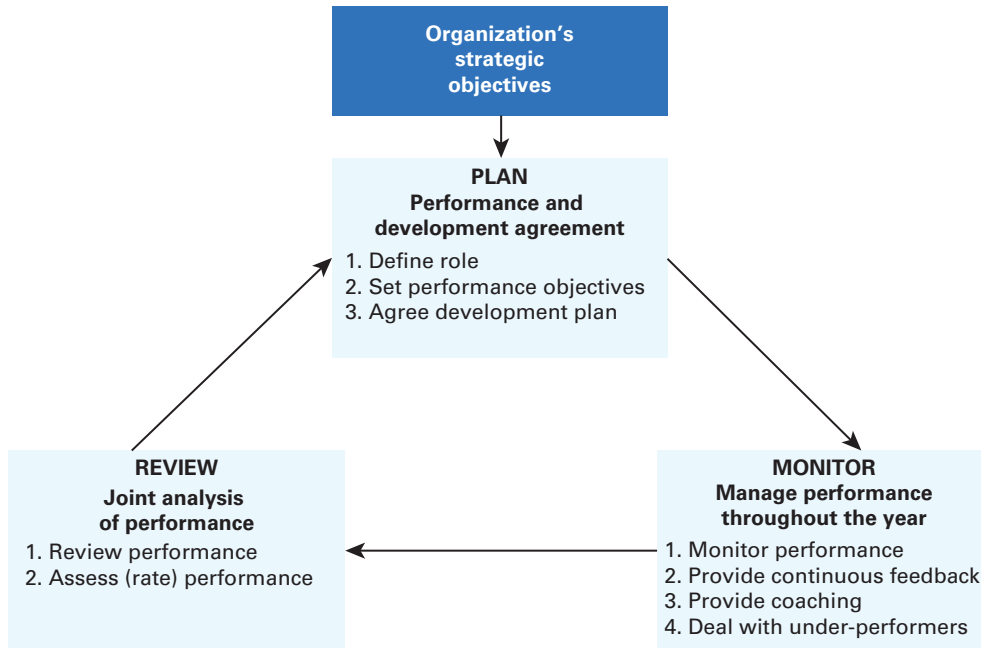 Organization's
strategic
objectives
PLAN
Performance and
development agreement
1. Define role
2. Set performance objectives
3. Agree development plan
REVIEW
Joint analysis
of performance
1. Review performance
2. Assess (rate) performance
MONITOR
Manage performance
throughout the year
1. Monitor performance
2. Provide continuous feedback
3. Provide coaching
4. Deal with under-performers